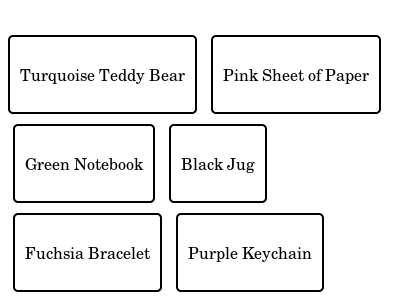 Turquoise Teddy Bear
Pink Sheet of Paper
Green Notebook
Black Jug
Fuchsia Bracelet
Purple Keychain